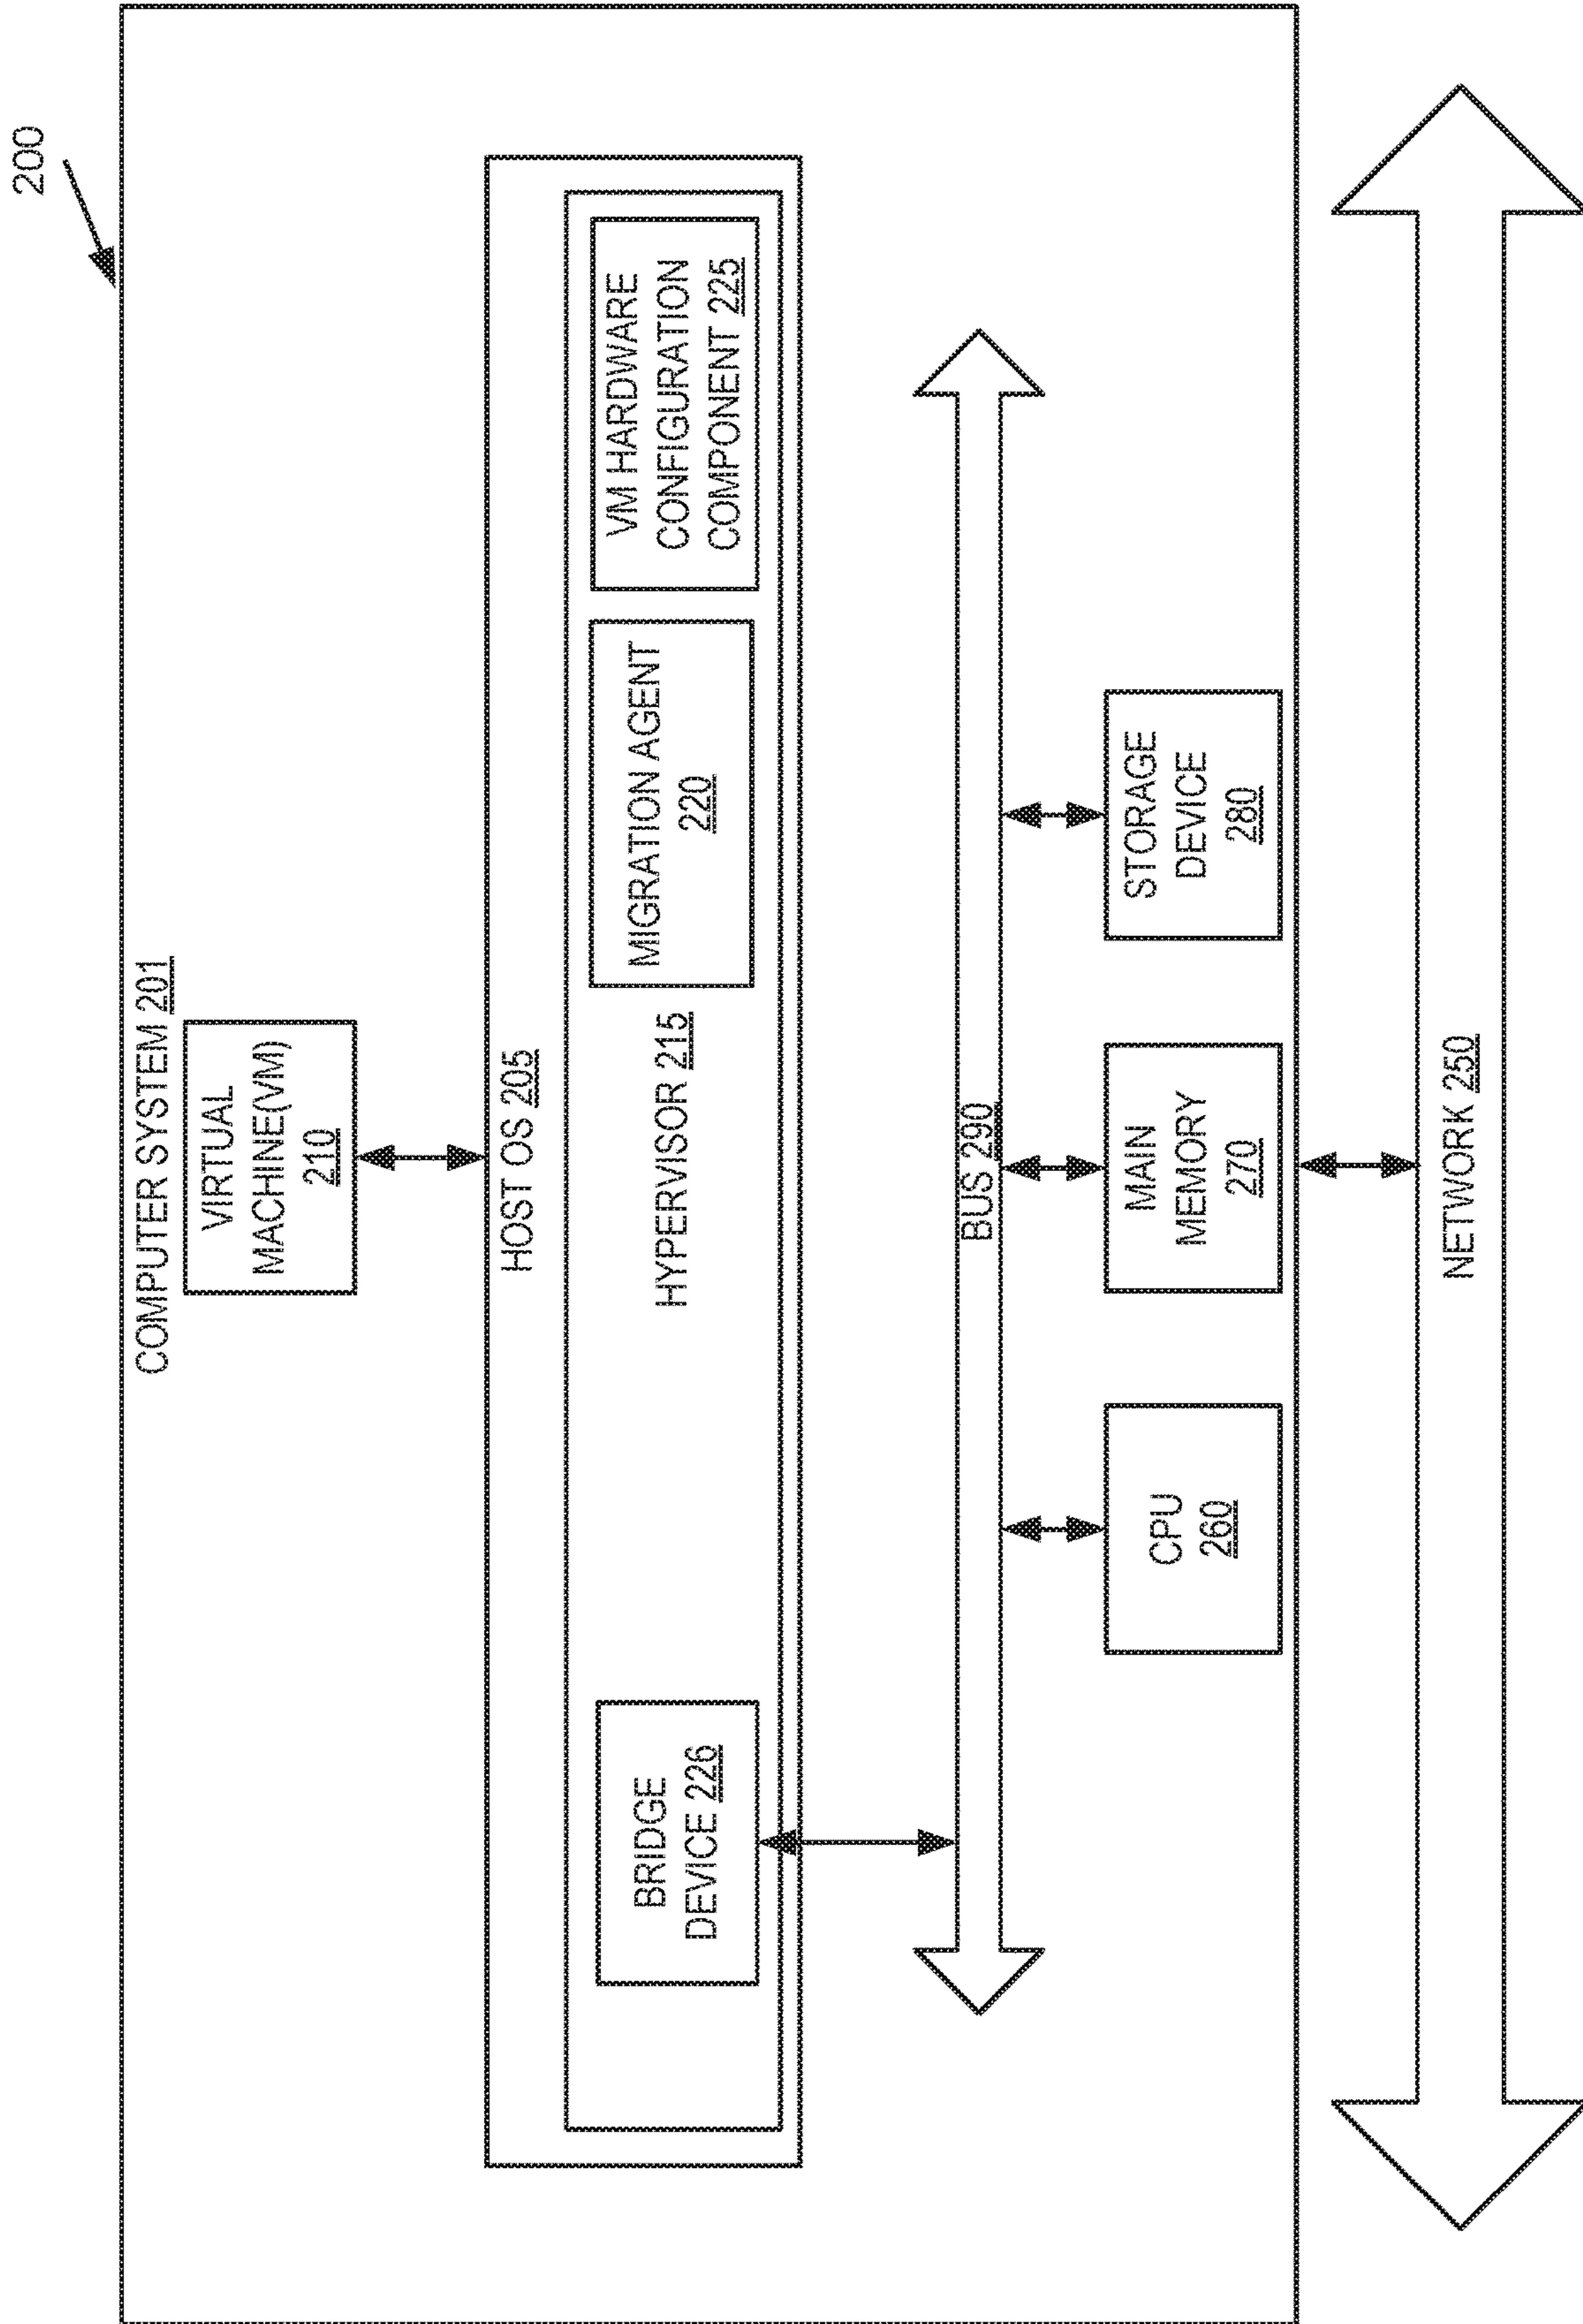 200
COMPUTER SYSTEM 201
VIRTUAL
MACHINE(VM)
210
HOST OS 205
BRIDGE
DEVICE 226
HYPERVISOR 215
MIGRATION AGENT
220
VM HARDWARE
CONFIGURATION
COMPONENT 225
BUS 290
CPU
260
MAIN
MEMORY
270
STORAGE
DEVICE
280
NETWORK 250